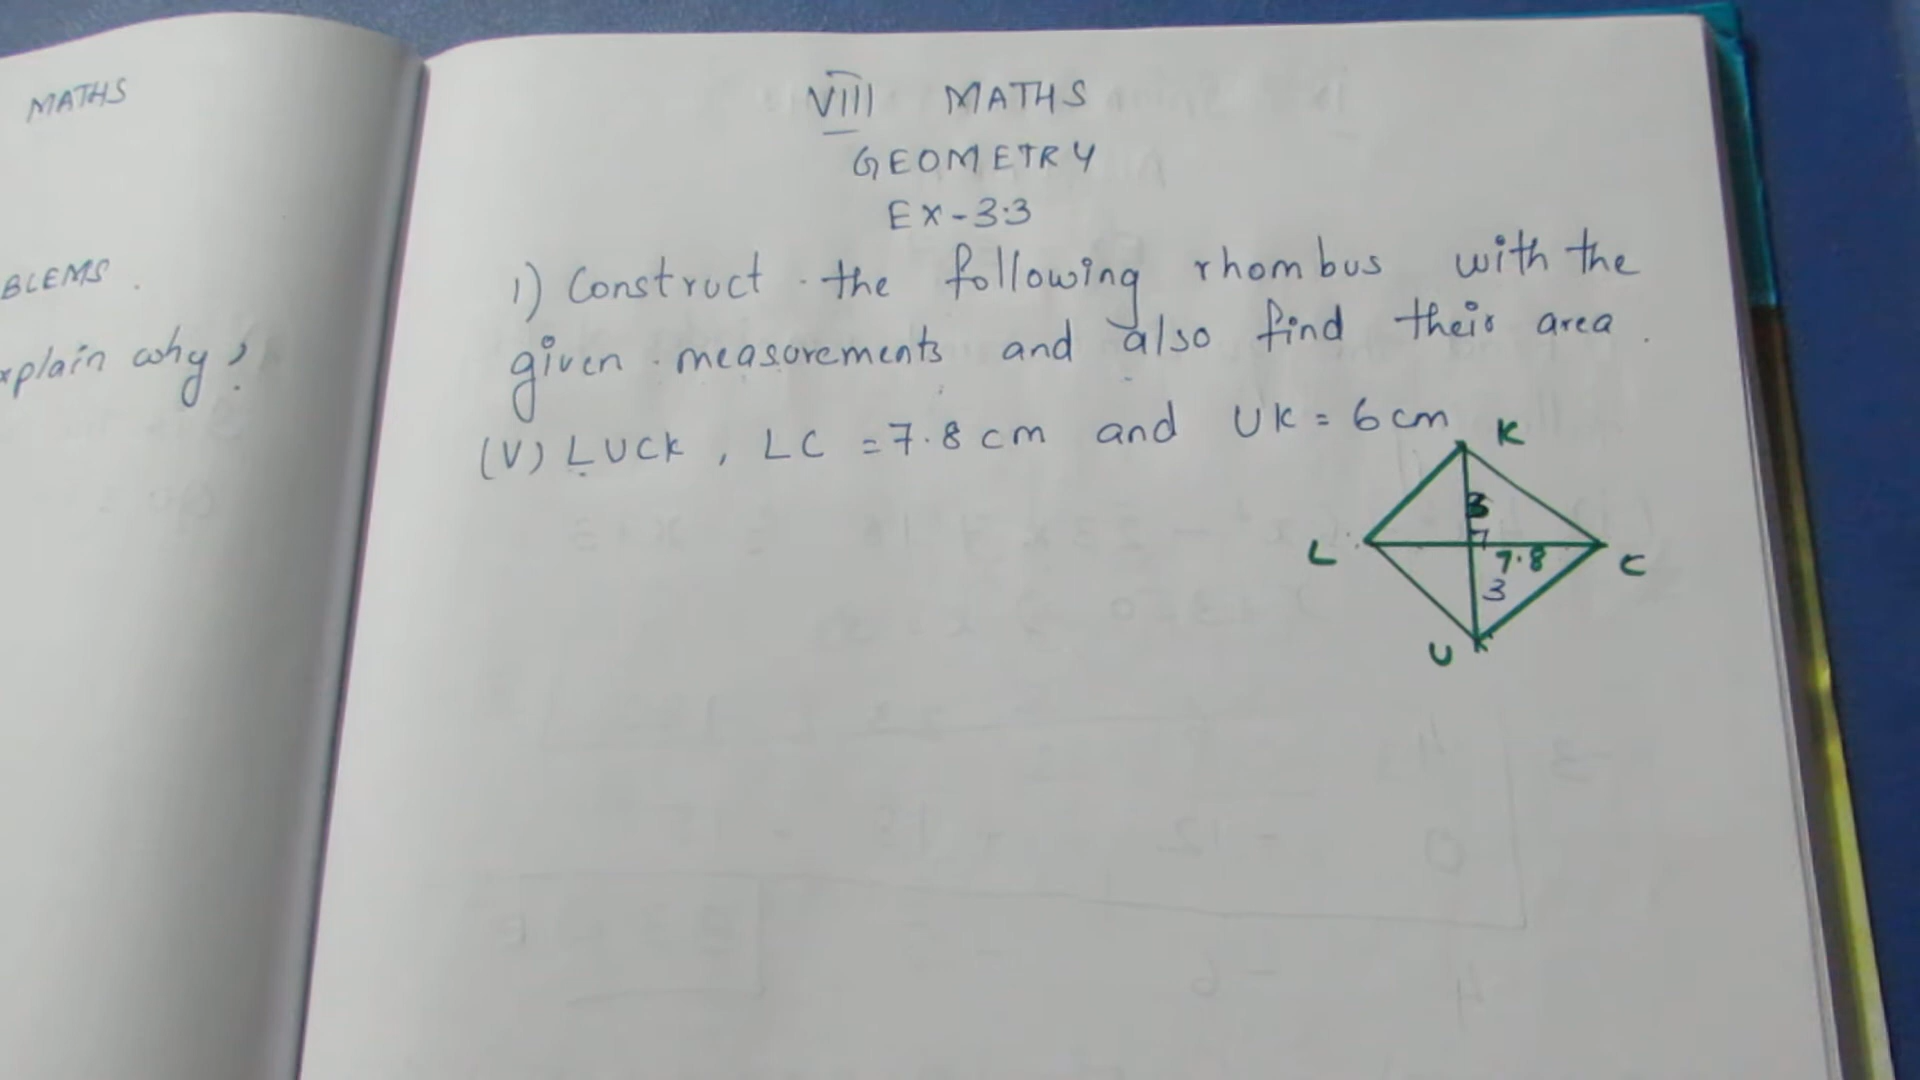 MATHS
BLEMS.
xplain why?
VIII MATHS
GEOMETRY
EX-3.3
1) Construct the following rhombus with the
given measurements and also find their area.
(V) LUCK, LC = 7.8 cm and UK = 6 cm
K
3
L
7.8
C
3
U